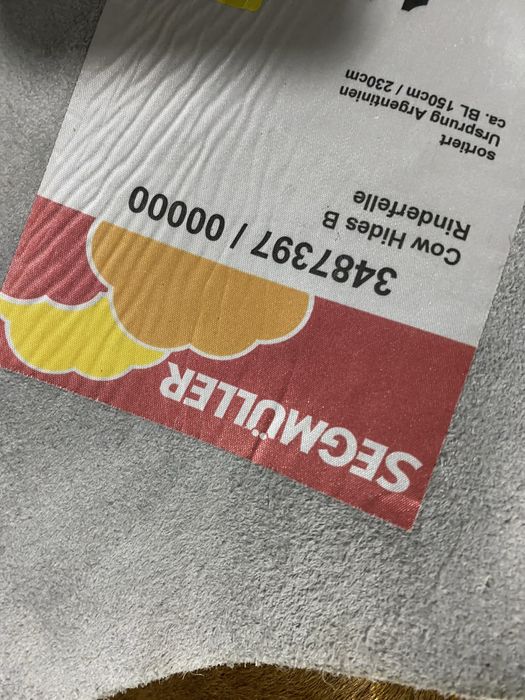 SEGMÜLLER
3487397 / 00000
Cow Hides B
Rinderfelle
sortiert
Ursprung Argentinien
ca. BL 150cm / 230cm